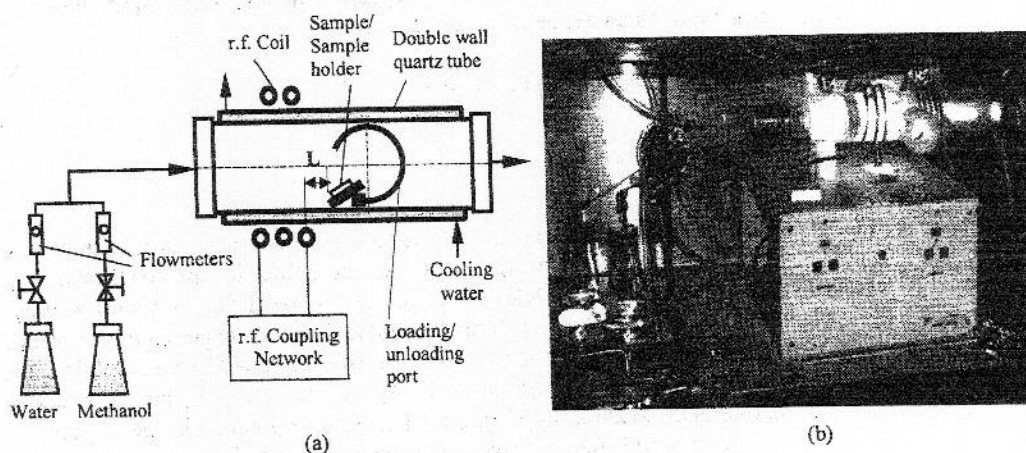 r.f. Coil
Sample/
Sample
holder
Double wall
quartz tube
L
Flowmeters
Cooling
water
r.f. Coupling
Network
Loading/
unloading
port
Water
Methanol
(a)
(b)